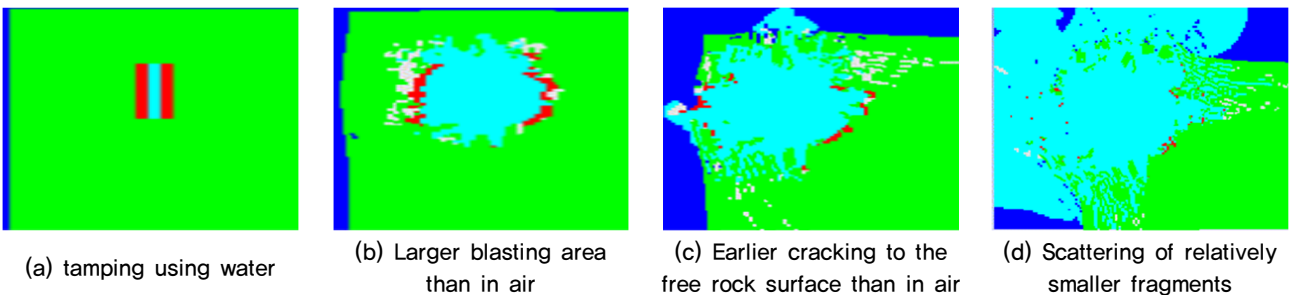 (a) tamping using water
(b) Larger blasting area
than in air
(c) Earlier cracking to the
free rock surface than in air
(d) Scattering of relatively
smaller fragments